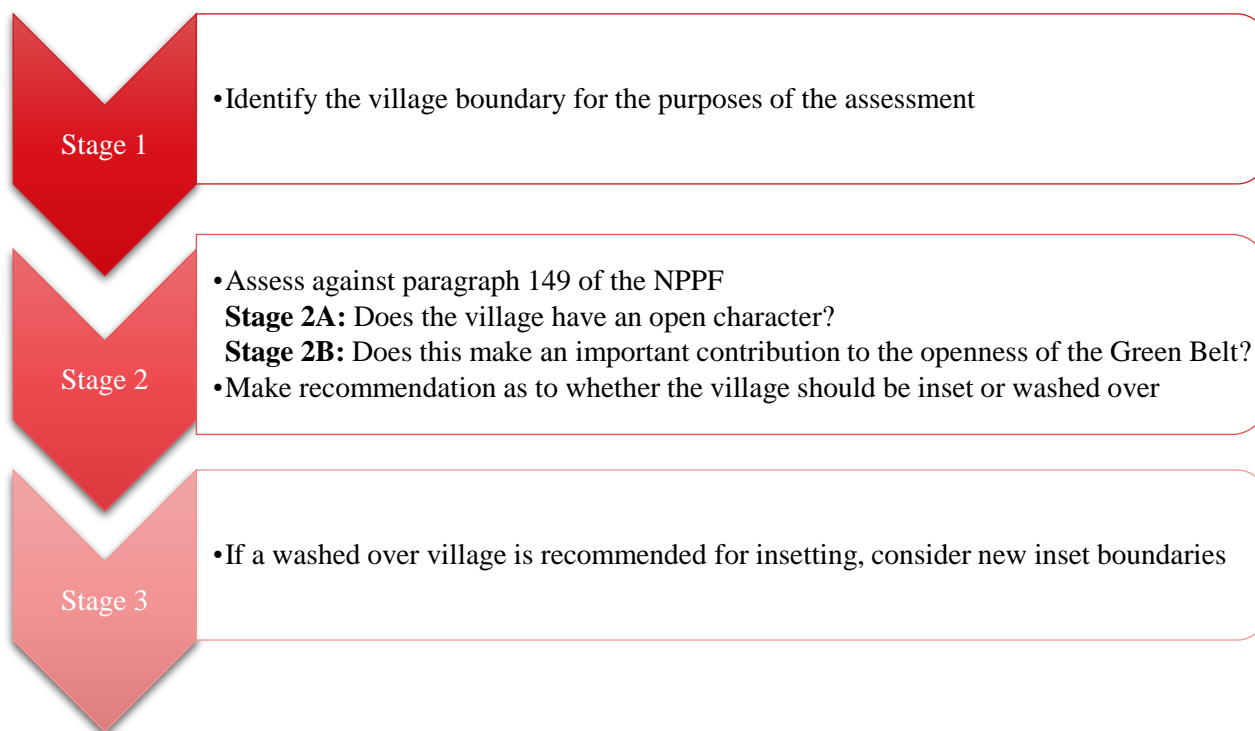 Stage 1
•Identify the village boundary for the purposes of the assessment
Stage 2
•Assess against paragraph 149 of the NPPF
Stage 2A: Does the village have an open character?
Stage 2B: Does this make an important contribution to the openness of the Green Belt?
•Make recommendation as to whether the village should be inset or washed over
Stage 3
•If a washed over village is recommended for insetting, consider new inset boundaries